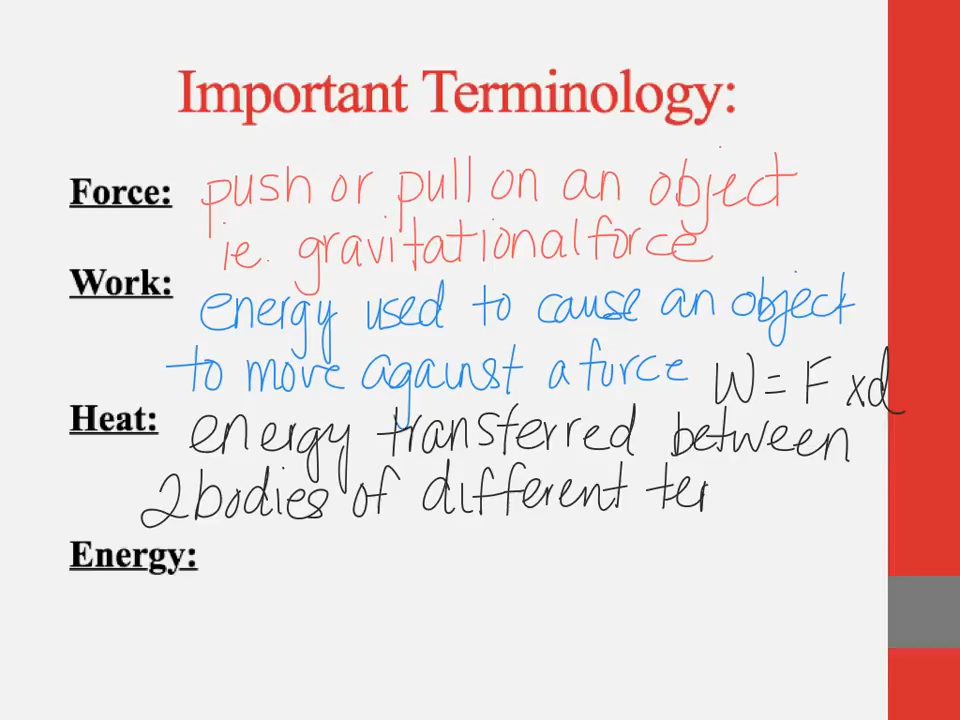 Important Terminology:
Force: push or pull on an object
ie. gravitational force
Work:
energy used to cause an object
to move against a force W = F x d
Heat: energy transferred between
2 bodies of different ter
Energy: